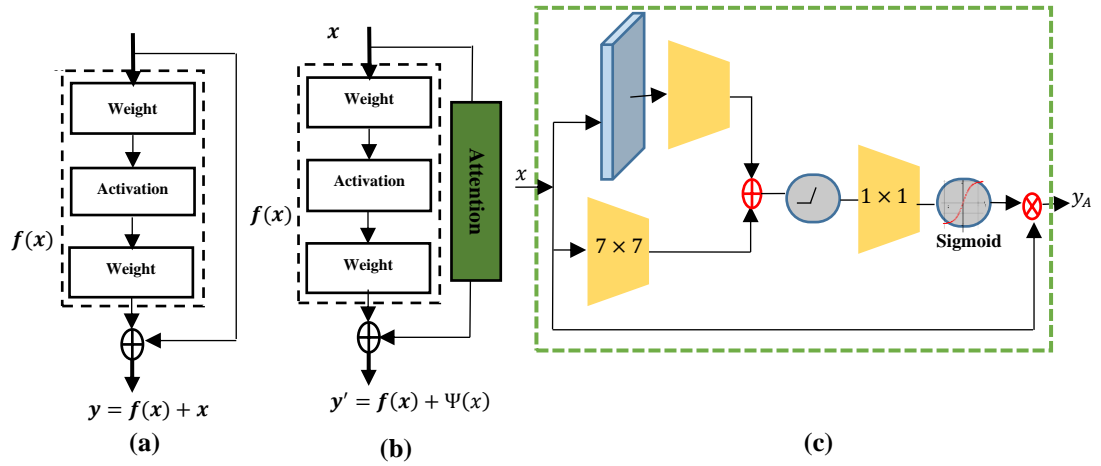 Weight
Activation
f(x)
Weight
y = f(x) + x
(a)
x
Weight
Activation
f(x)
Weight
Attention
y′ = f(x) + Ψ(x)
(b)
x
7 × 7
1 × 1
Sigmoid
y_A
(c)